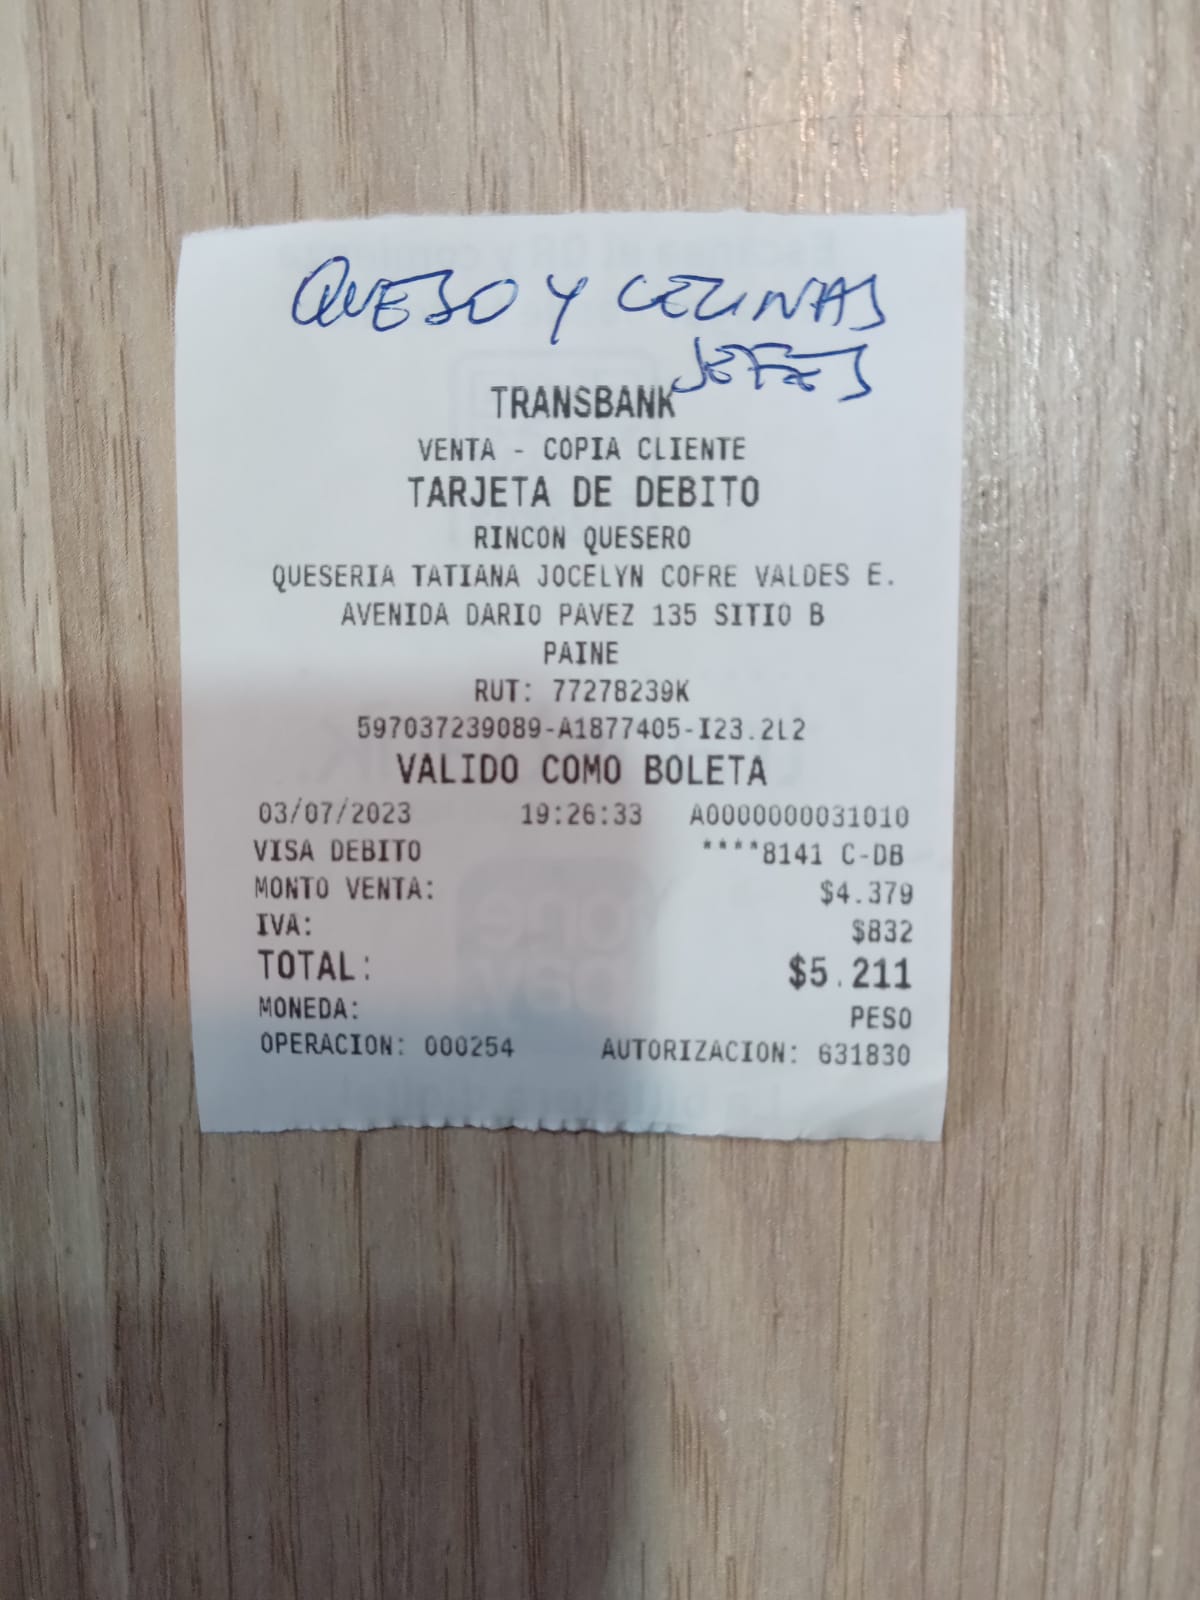 QUESO Y CECINAS
JEFES
TRANSBANK
VENTA - COPIA CLIENTE
TARJETA DE DEBITO
RINCON QUESERO
QUESERIA TATIANA JOCELYN COFRE VALDES E.
AVENIDA DARIO PAVEZ 135 SITIO B
PAINE
RUT: 77278239K
597037239089-A1877405-I23.2L2
VALIDO COMO BOLETA
03/07/2023 19:26:33 A0000000031010
VISA DEBITO ****8141 C-DB
MONTO VENTA: $4.379
IVA: $832
TOTAL: $5.211
MONEDA: PESO
OPERACION: 000254 AUTORIZACION: 631830